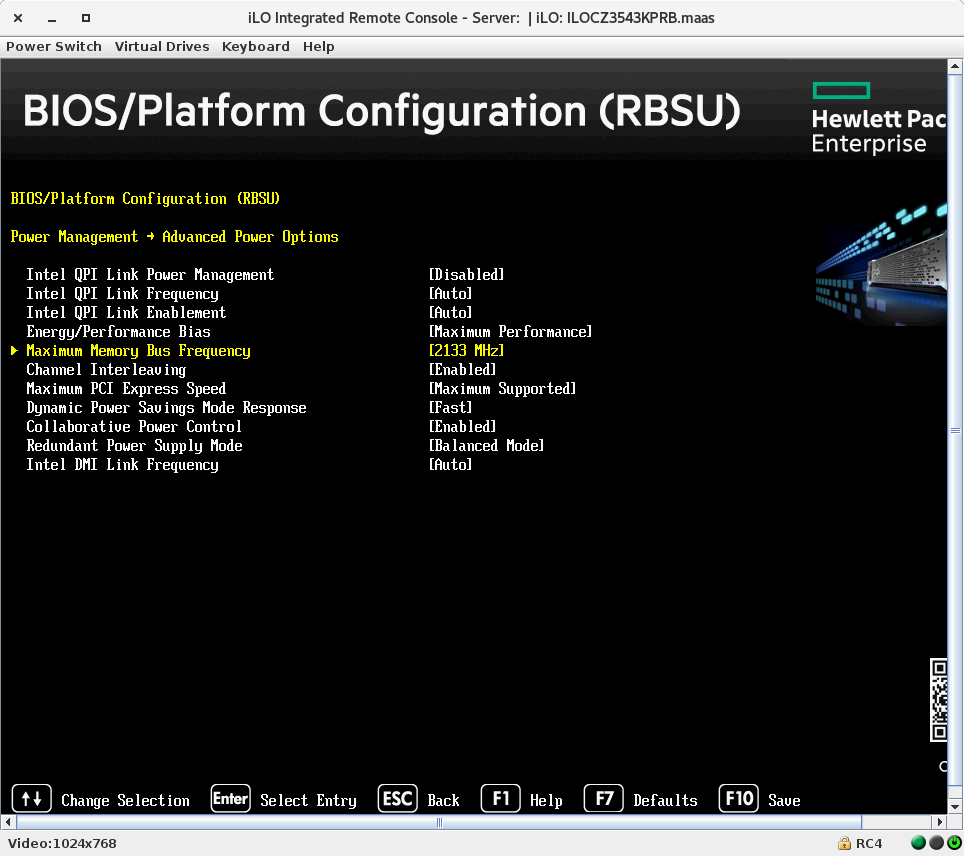 iLO Integrated Remote Console - Server:  | iLO: ILOCZ3543KPRB.maas
Power Switch Virtual Drives Keyboard Help
BIOS/Platform Configuration (RBSU)
Hewlett Pac
Enterprise
BIOS/Platform Configuration (RBSU)
Power Management → Advanced Power Options
Intel QPI Link Power Management [Disabled]
Intel QPI Link Frequency [Auto]
Intel QPI Link Enablement [Auto]
Energy/Performance Bias [Maximum Performance]
Maximum Memory Bus Frequency [2133 MHz]
Channel Interleaving [Enabled]
Maximum PCI Express Speed [Maximum Supported]
Dynamic Power Savings Mode Response [Fast]
Collaborative Power Control [Enabled]
Redundant Power Supply Mode [Balanced Mode]
Intel DMI Link Frequency [Auto]
↑↓ Change Selection Enter Select Entry ESC Back F1 Help F7 Defaults F10 Save
Video:1024x768 RC4